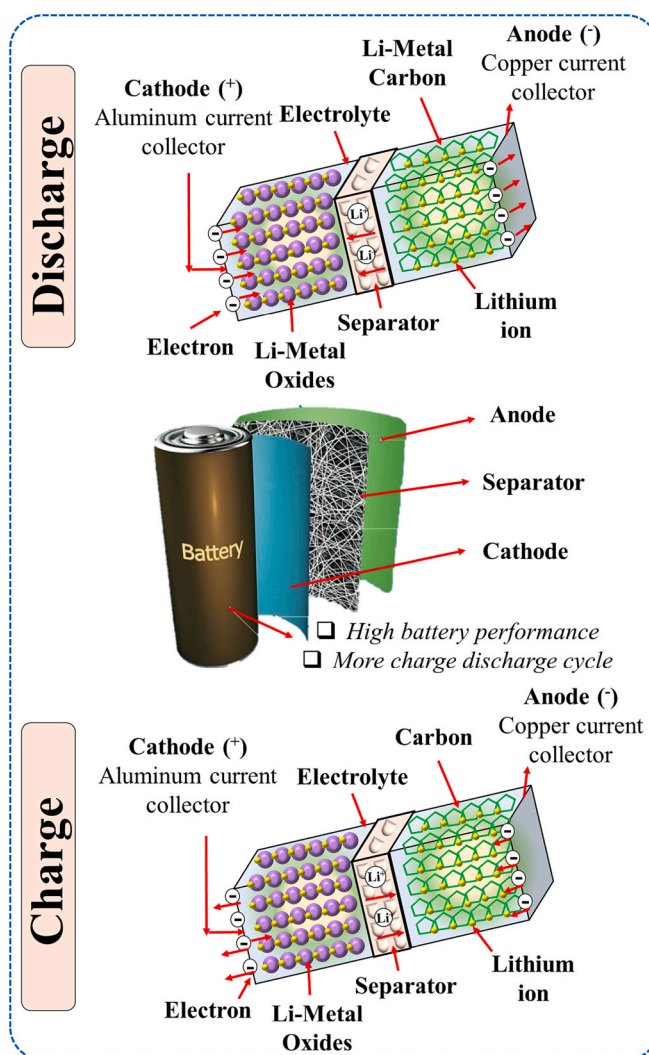 Discharge
Anode (-)
Copper current
collector
Li-Metal
Carbon
Cathode (+)
Aluminum current
collector
Electrolyte
Li+
Li
Separator
Lithium
ion
Electron
Li-Metal
Oxides
Anode
Separator
Cathode
Battery
❑ High battery performance
❑ More charge discharge cycle
Charge
Anode (-)
Copper current
collector
Carbon
Cathode (+)
Aluminum current
collector
Electrolyte
Li+
Li+
Separator
Lithium
ion
Electron
Li-Metal
Oxides